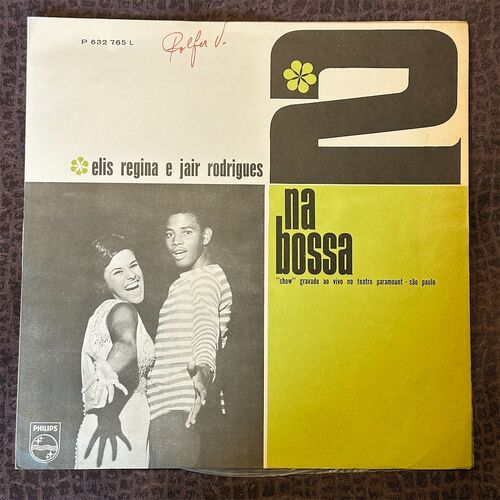 P 632 765 L
Rolfer V.
2
elis regina e jair rodrigues
na
bossa
"show" gravado ao vivo no teatro paramount - são paulo
PHILIPS